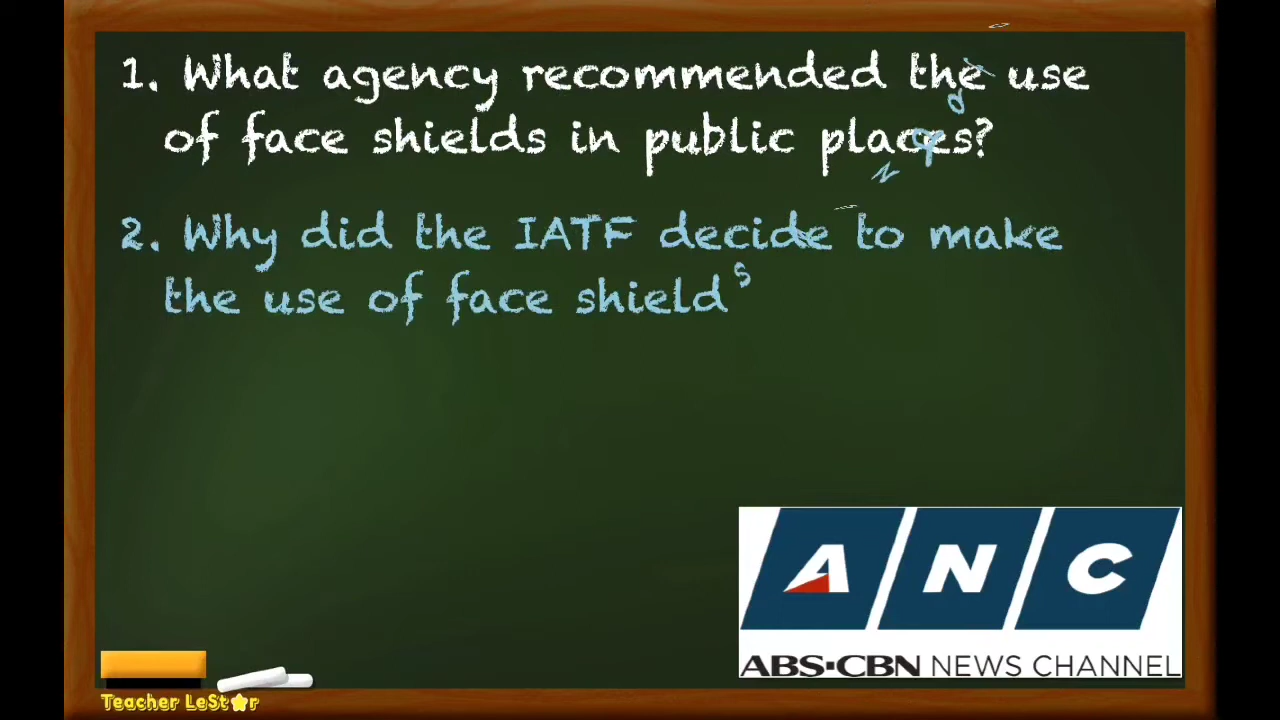 1. What agency recommended the use
of face shields in public places?
2. Why did the IATF decide to make
the use of face shields
ANC
ABS-CBN NEWS CHANNEL
Teacher LeStar